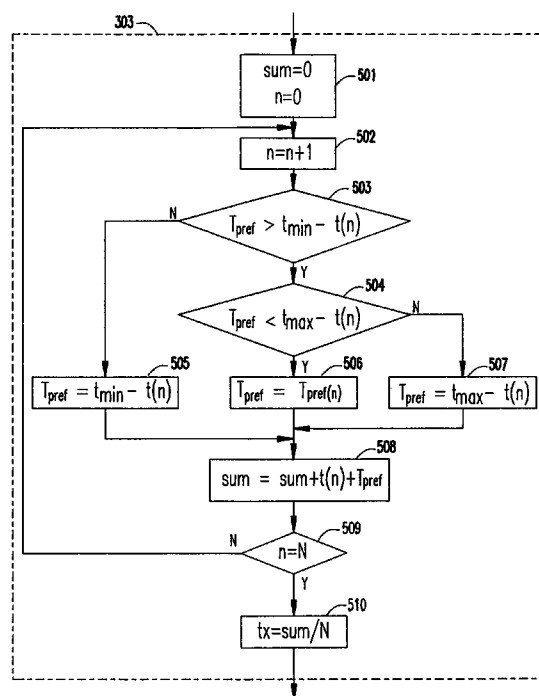 303
sum=0
n=0
501
n=n+1
502
503
N
T_pref > t_min − t(n)
Y
504
T_pref < t_max − t(n)
N
Y
505
T_pref = t_min − t(n)
506
T_pref = T_pref(n)
507
T_pref = t_max − t(n)
508
sum = sum+t(n)+T_pref
509
N
n=N
Y
510
tx=sum/N